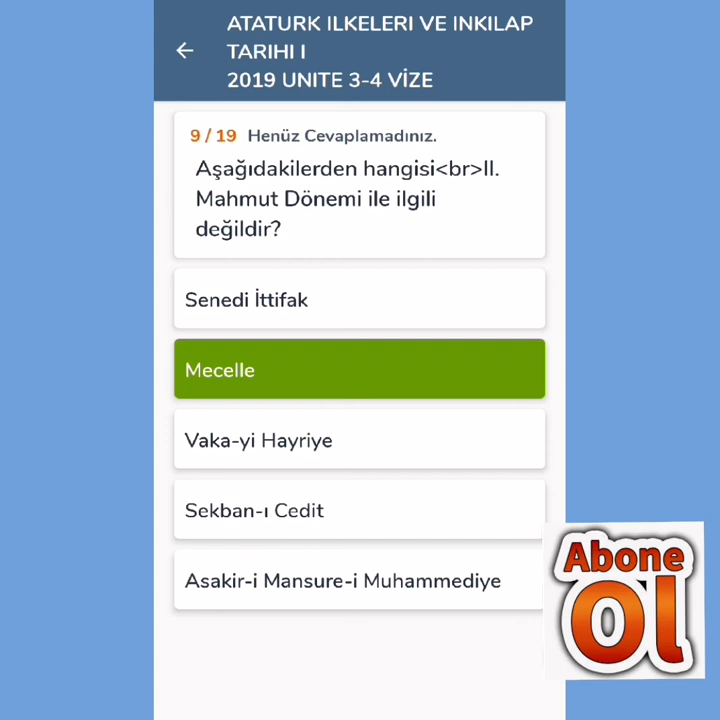 ATATURK ILKELERI VE INKILAP
TARIHI I
2019 UNITE 3-4 VİZE
9 / 19 Henüz Cevaplamadınız.
Aşağıdakilerden hangisi<br>II.
Mahmut Dönemi ile ilgili
değildir?
Senedi İttifak
Mecelle
Vaka-yi Hayriye
Sekban-ı Cedit
Asakir-i Mansure-i Muhammediye
Abone
Ol